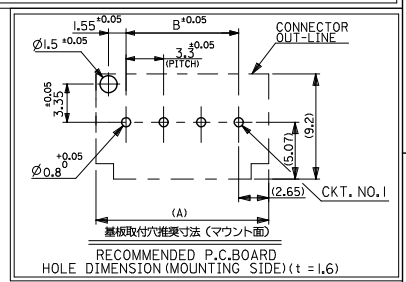 1.55±0.05
B±0.05
CONNECTOR
OUT-LINE
Ø1.5 ±0.05
3.3±0.05
(PITCH)
3.35±0.05
(9.2)
(5.07)
Ø0.8 +0.05 0
(2.65)
CKT. NO.1
(A)
基板取付穴推奨寸法（マウント面）
RECOMMENDED P.C.BOARD
HOLE DIMENSION (MOUNTING SIDE) (t =1.6)